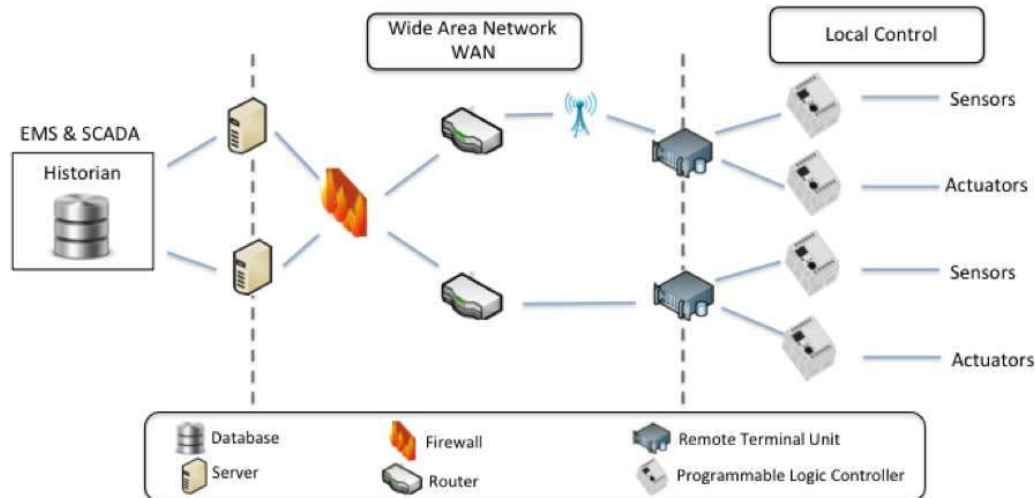 Wide Area Network
WAN
Local Control
Sensors
EMS & SCADA
Historian
Actuators
Sensors
Actuators
Database
Firewall
Remote Terminal Unit
Server
Router
Programmable Logic Controller